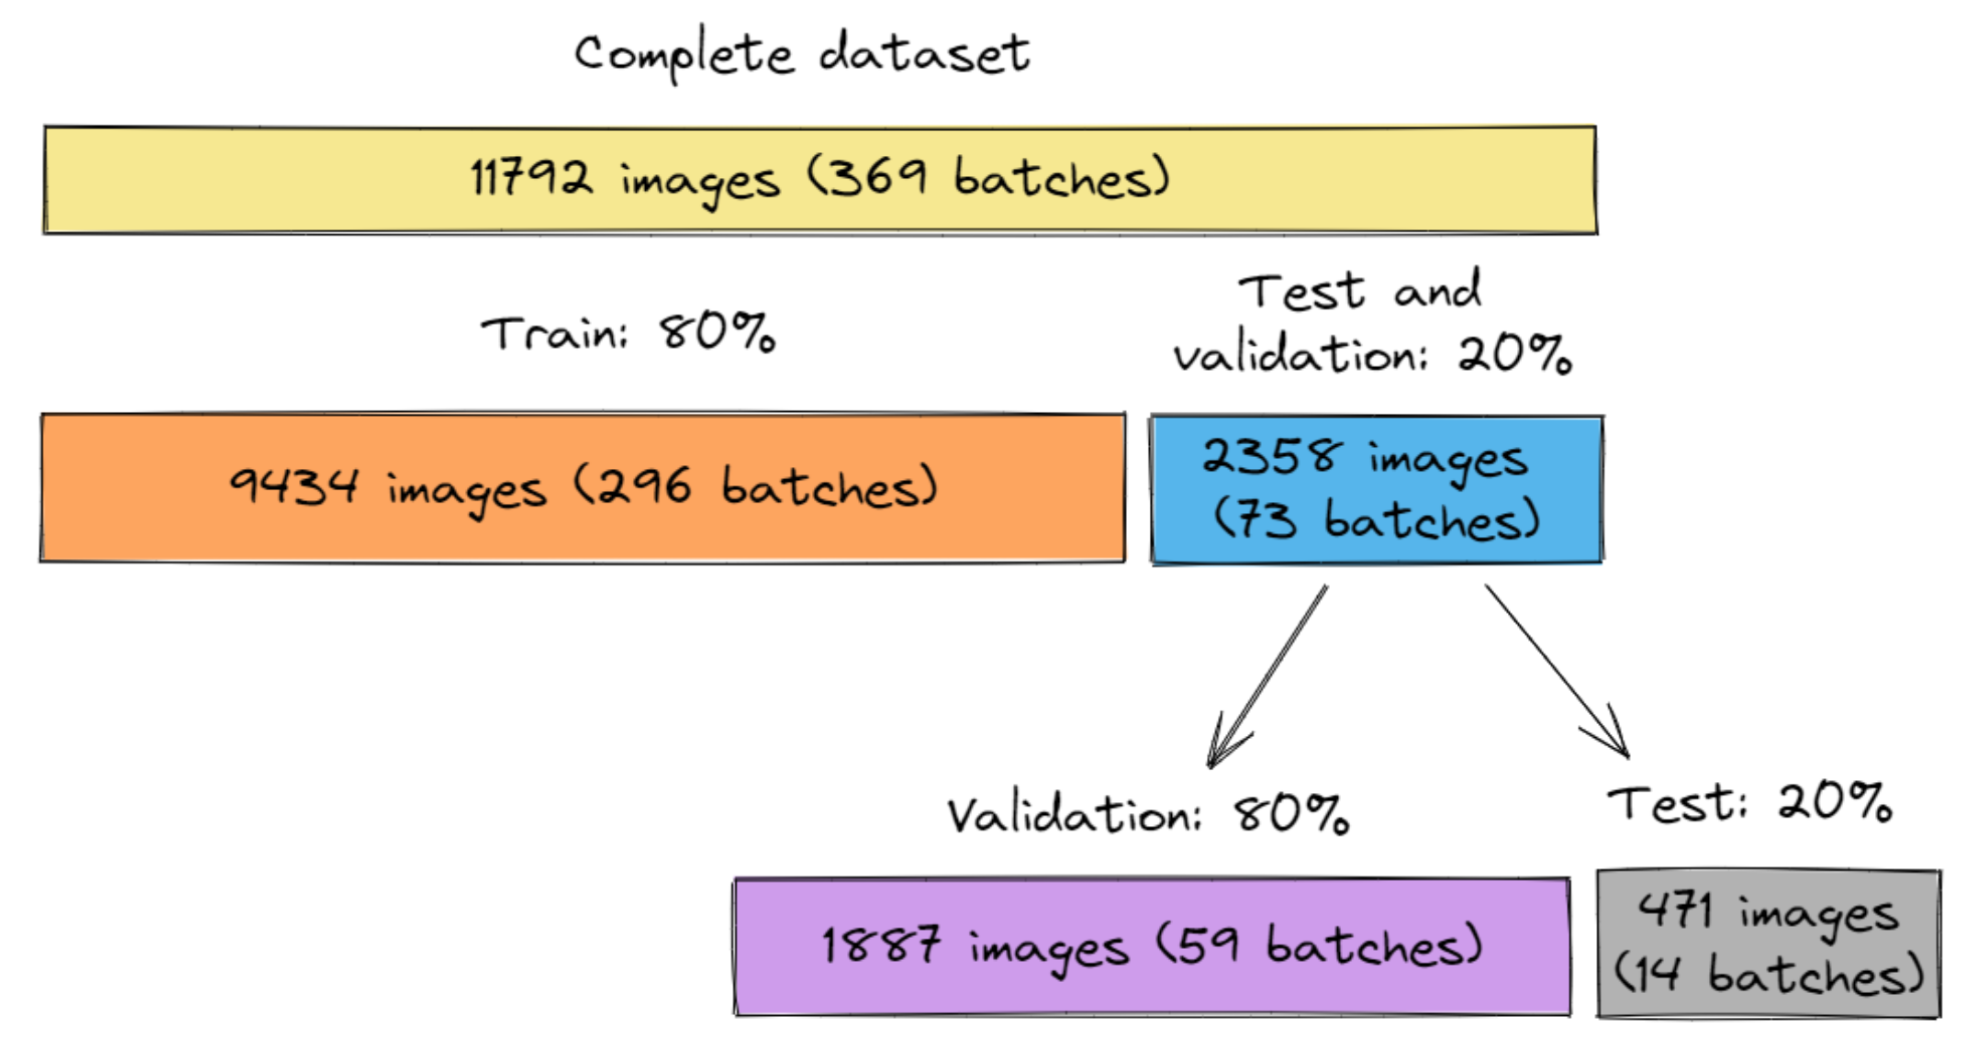 Complete dataset
11792 images (369 batches)
Train: 80%
Test and
validation: 20%
9434 images (296 batches)
2358 images
(73 batches)
Validation: 80%
Test: 20%
1887 images (59 batches)
471 images
(14 batches)